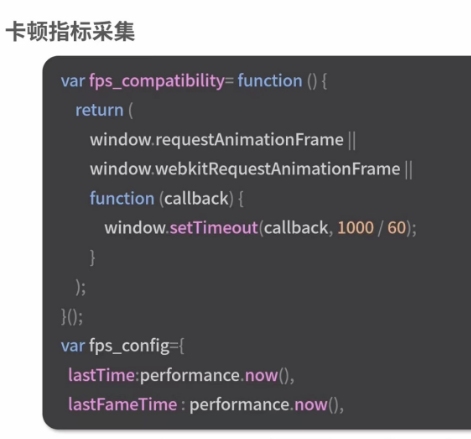 卡顿指标采集
var fps_compatibility= function () {
return (
window.requestAnimationFrame ||
window.webkitRequestAnimationFrame ||
function (callback) {
window.setTimeout(callback, 1000 / 60);
}
);
}();
var fps_config={
lastTime:performance.now(),
lastFameTime : performance.now(),